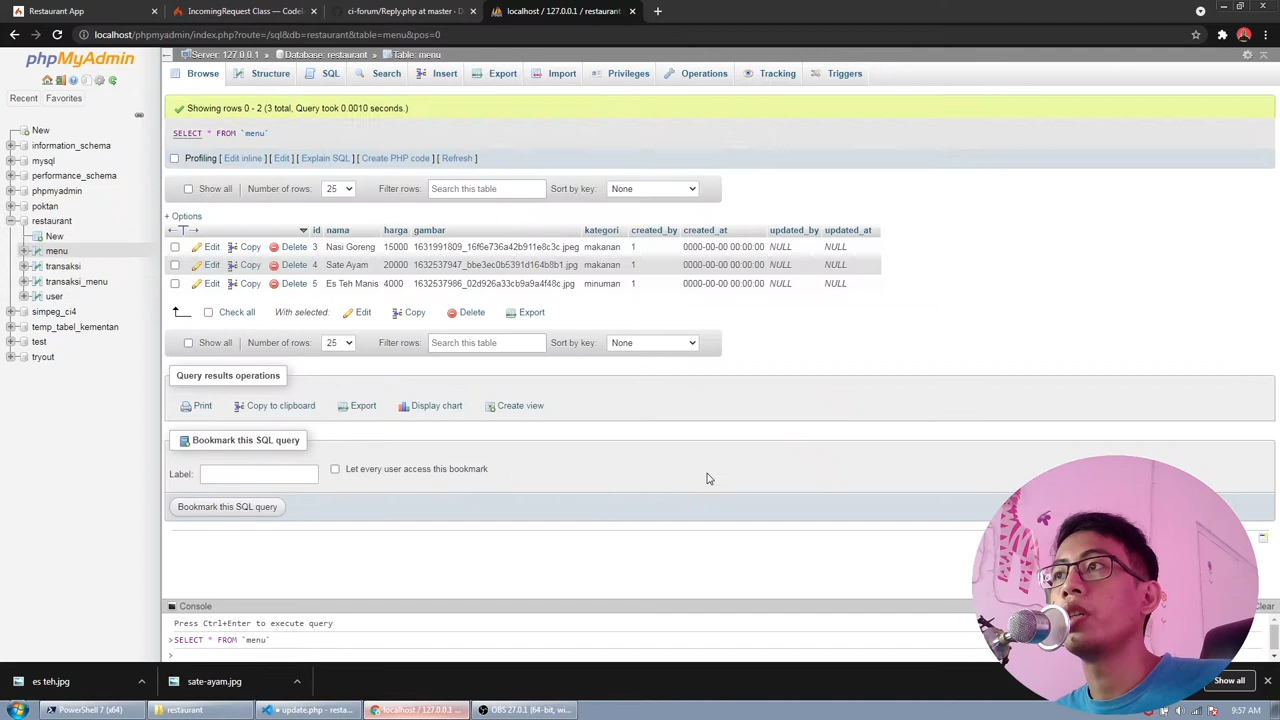 Restaurant App
IncomingRequest Class — Codel
ci-forum/Reply.php at master · D
localhost / 127.0.0.1 / restaurant
localhost/phpmyadmin/index.php?route=/sql&db=restaurant&table=menu&pos=0
phpMyAdmin
Server: 127.0.0.1 » Database: restaurant » Table: menu
Browse Structure SQL Search Insert Export Import Privileges Operations Tracking Triggers
Recent Favorites
Showing rows 0 - 2 (3 total, Query took 0.0010 seconds.)
SELECT * FROM `menu`
Profiling [ Edit inline ] [ Edit ] [ Explain SQL ] [ Create PHP code ] [ Refresh ]
Show all Number of rows: 25 Filter rows: Search this table Sort by key: None
New
information_schema
mysql
performance_schema
phpmyadmin
poktan
restaurant
New
menu
transaksi
transaksi_menu
user
simpeg_ci4
temp_tabel_kementan
test
tryout
+ Options
id nama harga gambar kategori created_by created_at updated_by updated_at
Edit Copy Delete 3 Nasi Goreng 15000 1631991809_16f6e736a42b911e8c3c.jpeg makanan 1 0000-00-00 00:00:00 NULL NULL
Edit Copy Delete 4 Sate Ayam 20000 1632537947_bbe3ec0b5391d164b8b1.jpg makanan 1 0000-00-00 00:00:00 NULL NULL
Edit Copy Delete 5 Es Teh Manis 4000 1632537986_02d926a33cb9a9a4f48c.jpg minuman 1 0000-00-00 00:00:00 NULL NULL
Check all With selected: Edit Copy Delete Export
Show all Number of rows: 25 Filter rows: Search this table Sort by key: None
Query results operations
Print Copy to clipboard Export Display chart Create view
Bookmark this SQL query
Label: Let every user access this bookmark
Bookmark this SQL query
Console
Clear
Press Ctrl+Enter to execute query
>SELECT * FROM `menu`
>
es teh.jpg
sate-ayam.jpg
Show all
PowerShell 7 (x64)
restaurant
● update.php - resta...
localhost / 127.0.0.1 ...
OBS 27.0.1 (64-bit, wi...
9:57 AM